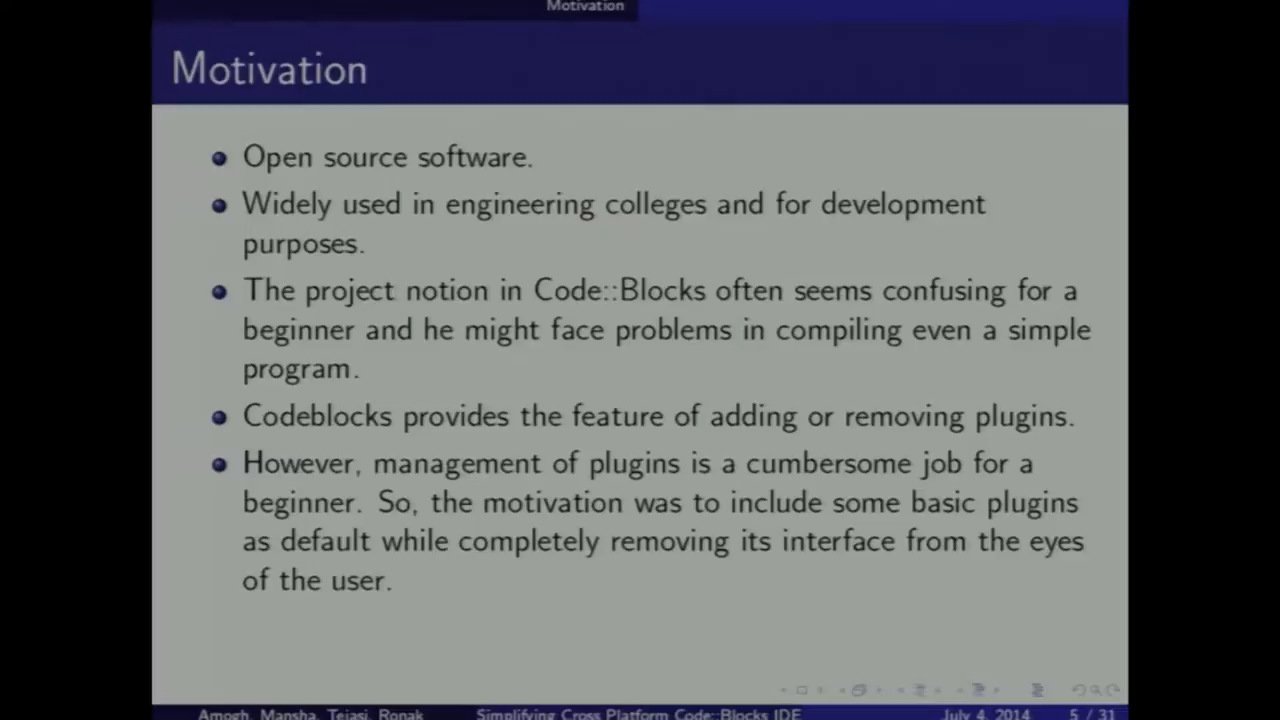 Motivation
Motivation
Open source software.
Widely used in engineering colleges and for development
purposes.
The project notion in Code::Blocks often seems confusing for a
beginner and he might face problems in compiling even a simple
program.
Codeblocks provides the feature of adding or removing plugins.
However, management of plugins is a cumbersome job for a
beginner. So, the motivation was to include some basic plugins
as default while completely removing its interface from the eyes
of the user.
Amogh, Mansha, Tejasi, Ronak Simplifying Cross Platform Code::Blocks IDE July 4, 2014 5 / 31